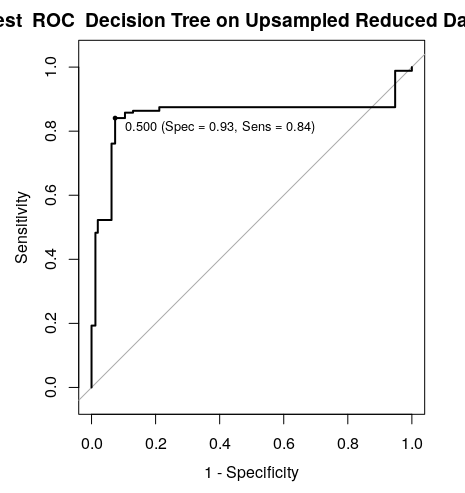 est ROC Decision Tree on Upsampled Reduced Da
0.500 (Spec = 0.93, Sens = 0.84)
Sensitivity
1.0
0.8
0.6
0.4
0.2
0.0
0.0 0.2 0.4 0.6 0.8 1.0
1 - Specificity